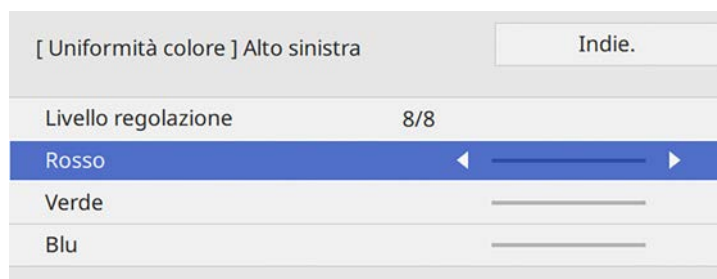 [ Uniformità colore ] Alto sinistra
Indie.
Livello regolazione 8/8
Rosso
Verde
Blu